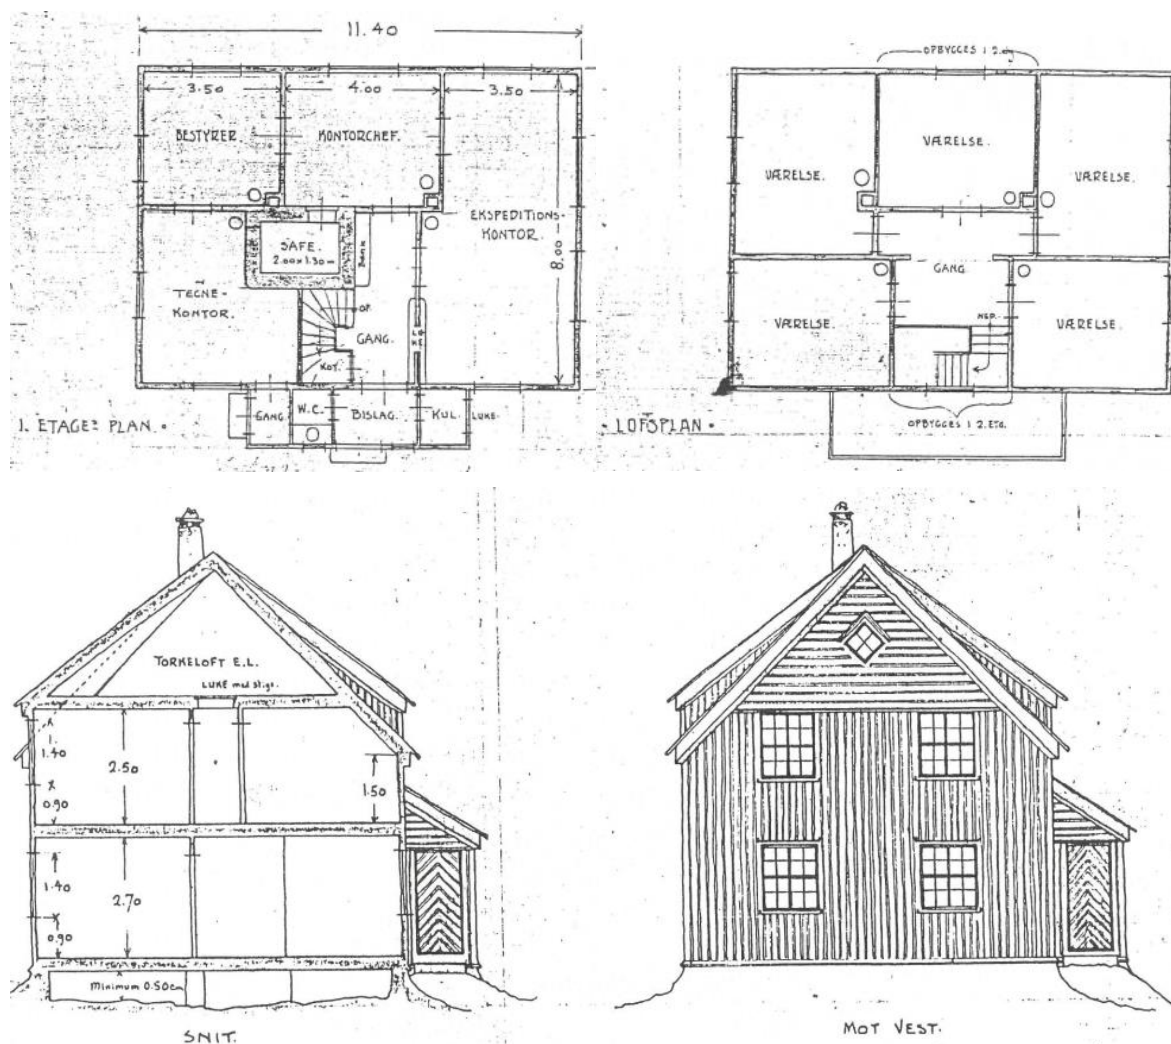 11.40
3.50
4.00
3.50
BESTYRER
KONTORCHEF.
EKSPEDITIONS-
KONTOR.
8.00
SAFE.
2.00 x 1.30 m
TEGNE-
KONTOR.
OP.
GANG.
KOT.
GANG
W.C.
BISLAG.
KUL.
LUKE.
1. ETAGES PLAN.
OPBYGGES I 2.
VÆRELSE.
VÆRELSE.
VÆRELSE.
GANG
NED.
VÆRELSE.
VÆRELSE.
OPBYGGES I 2. ETG.
LOFTSPLAN
TORKELOFT E.L.
LUKE med stige.
1.40
2.50
0.90
1.50
1.40
2.70
0.90
Minimum 0.50cm
SNIT.
MOT VEST.